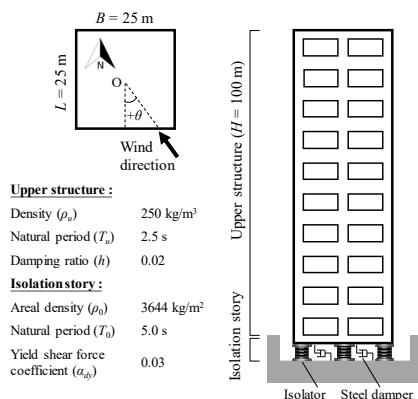 B = 25 m
L = 25 m
N
O
+θ
Wind
direction
Upper structure :
Density (ρu) 250 kg/m³
Natural period (Tu) 2.5 s
Damping ratio (h) 0.02
Isolation story :
Areal density (ρ0) 3644 kg/m²
Natural period (T0) 5.0 s
Yield shear force
coefficient (αdy) 0.03
Upper structure (H = 100 m)
Isolation story
Isolator Steel damper